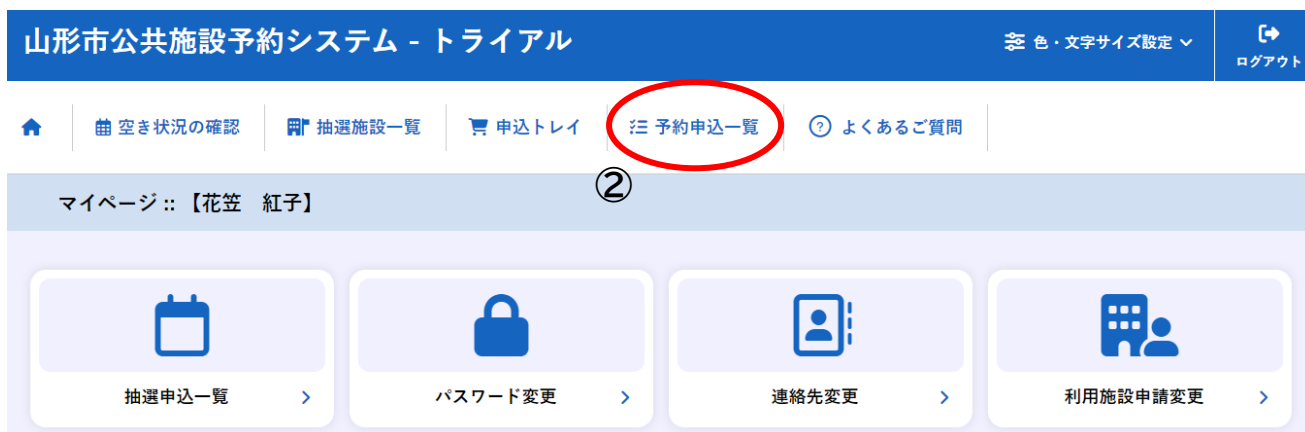 山形市公共施設予約システム - トライアル
色・文字サイズ設定
ログアウト
空き状況の確認
抽選施設一覧
申込トレイ
予約申込一覧
? よくあるご質問
②
マイページ :: 【花笠　紅子】
抽選申込一覧
パスワード変更
連絡先変更
利用施設申請変更